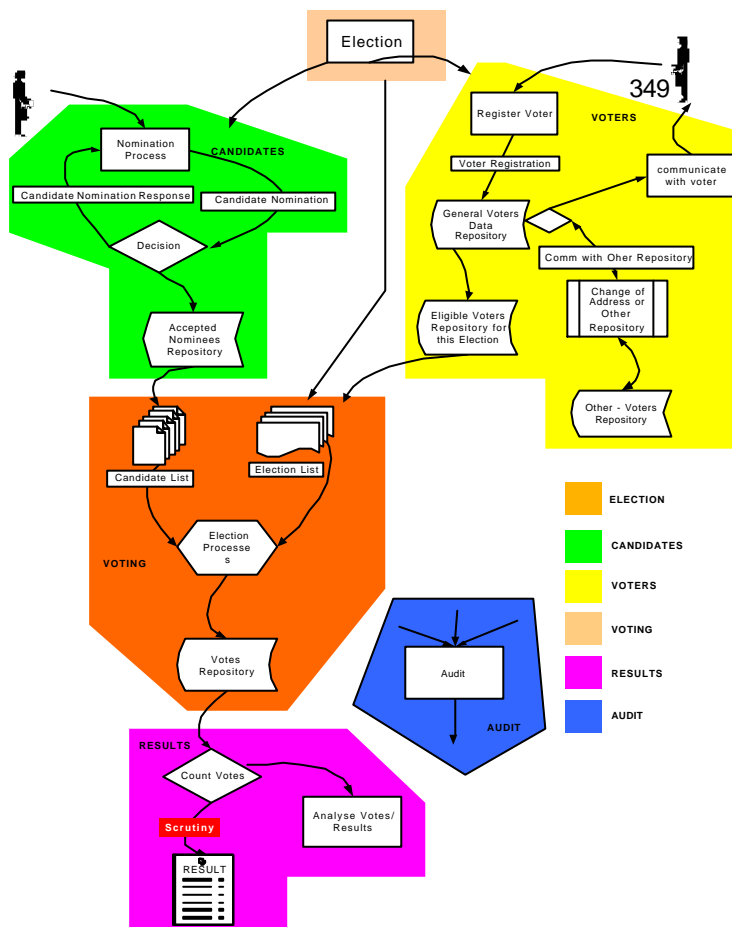 Election
349
Register Voter
VOTERS
Nomination
Process
CANDIDATES
Voter Registration
communicate
with voter
Candidate Nomination Response
Candidate Nomination
General Voters
Data
Repository
Decision
Comm with Oher Repository
Change of
Address or
Other
Repository
Accepted
Nominees
Repository
Eligible Voters
Repository for
this Election
Other - Voters
Repository
Candidate List
Election List
ELECTION
Election
Processe
s
CANDIDATES
VOTING
VOTERS
VOTING
Votes
Repository
Audit
RESULTS
AUDIT
AUDIT
RESULTS
Count Votes
Analyse Votes/
Results
Scrutiny
RESULT